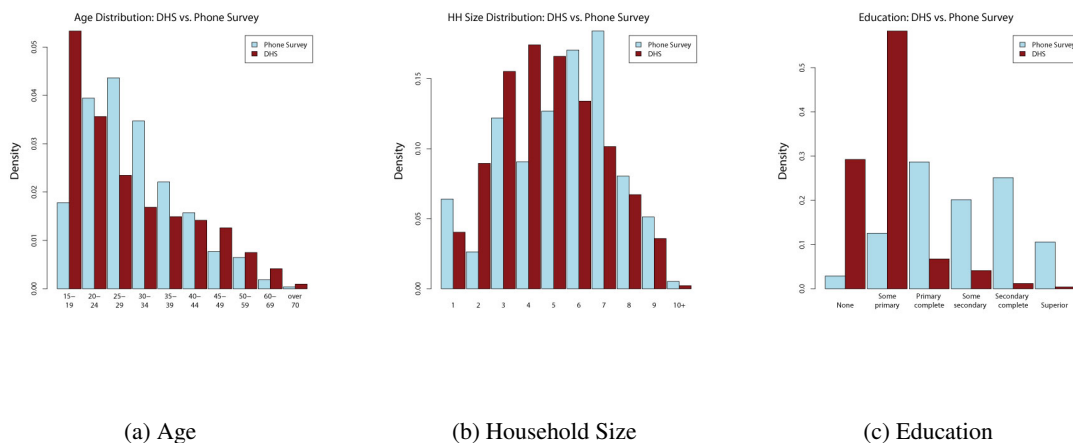 Age Distribution: DHS vs. Phone Survey
Phone Survey
DHS
Density
0.00
0.01
0.02
0.03
0.04
0.05
15–
19
20–
24
25–
29
30–
34
35–
39
40–
44
45–
49
50–
59
60–
69
over
70
(a) Age
HH Size Distribution: DHS vs. Phone Survey
Phone Survey
DHS
Density
0.00
0.05
0.10
0.15
1 2 3 4 5 6 7 8 9 10+
(b) Household Size
Education: DHS vs. Phone Survey
Phone Survey
DHS
Density
0.0
0.1
0.2
0.3
0.4
0.5
None
Some
primary
Primary
complete
Some
secondary
Secondary
complete
Superior
(c) Education